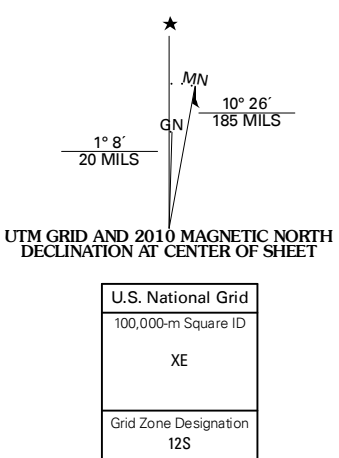 ★
MN
10° 26´
185 MILS
GN
1° 8´
20 MILS
UTM GRID AND 2010 MAGNETIC NORTH
DECLINATION AT CENTER OF SHEET
U.S. National Grid
100,000-m Square ID
XE
Grid Zone Designation
12S